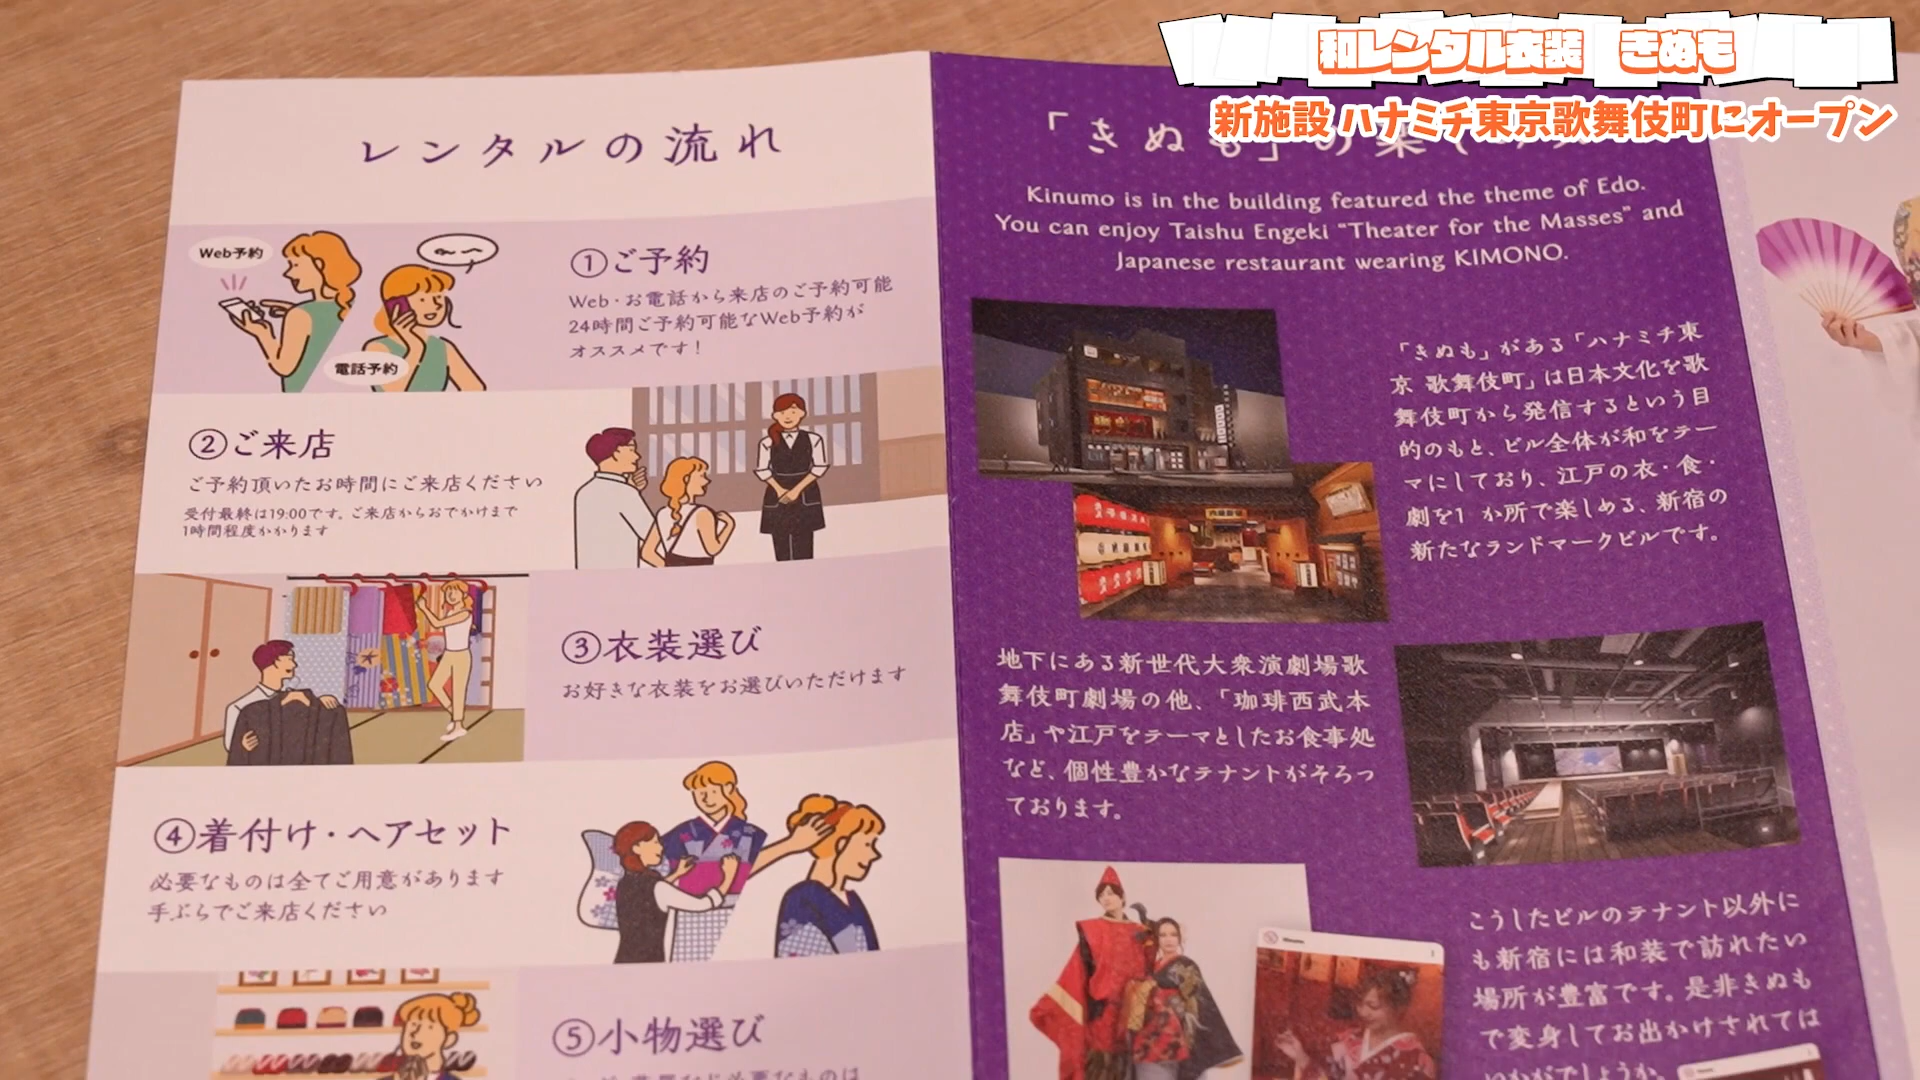 和レンタル衣装 きぬも
新施設 ハナミチ東京歌舞伎町にオープン
レンタルの流れ
Web予約
電話予約
①ご予約
Web・お電話から来店のご予約可能
24時間ご予約可能なWeb予約が
オススメです!
②ご来店
ご予約頂いたお時間にご来店ください
受付最終は19:00です。ご来店からおでかけまで
1時間程度かかります
③衣装選び
お好きな衣装をお選びいただけます
④着付け・ヘアセット
必要なものは全てご用意があります
手ぶらでご来店ください
⑤小物選び
「きぬも」の楽
Kinumo is in the building featured the theme of Edo.
You can enjoy Taishu Engeki “Theater for the Masses” and
Japanese restaurant wearing KIMONO.
「きぬも」がある「ハナミチ東
京 歌舞伎町」は日本文化を歌
舞伎町から発信するという目
的のもと、ビル全体が和をテー
マにしており、江戸の衣・食・
劇を1 か所で楽しめる、新宿の
新たなランドマークビルです。
地下にある新世代大衆演劇場歌
舞伎町劇場の他、「珈琲西武本
店」や江戸をテーマとしたお食事処
など、個性豊かなテナントがそろっ
ております。
こうしたビルのテナント以外に
も新宿には和装で訪れたい
場所が豊富です。是非きぬも
で変身してお出かけされては
いかがでしょうか。